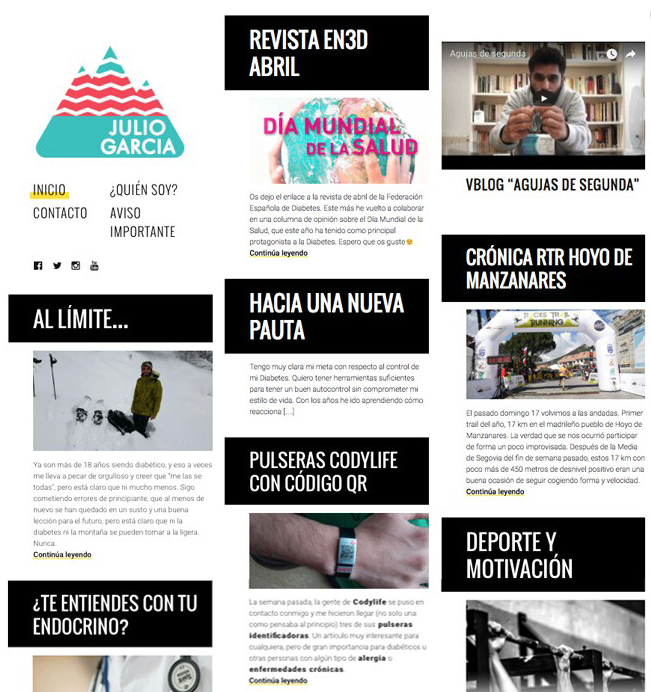 JULIO
GARCIA
INICIO
¿QUIÉN SOY?
CONTACTO
AVISO
IMPORTANTE
AL LÍMITE...
Ya son más de 18 años siendo diabético, y eso a veces
me lleva a pecar de orgulloso y creer que "me las se
todas", pero está claro que ni mucho menos. Sigo
cometiendo errores de principiante, que al menos de
nuevo se han quedado en un susto y una buena
lección para el futuro, pero está claro que ni la
diabetes ni la montaña se pueden tomar a la ligera.
Nunca.
Continúa leyendo
¿TE ENTIENDES CON TU
ENDOCRINO?
REVISTA EN3D
ABRIL
DÍA MUNDIAL
DE LA SALUD
Os dejo el enlace a la revista de abril de la Federación
Española de Diabetes. Este más he vuelto a colaborar
en una columna de opinión sobre el Día Mundial de la
Salud, que este año ha tenido como principal
protagonista a la Diabetes. Espero que os guste😉
Continúa leyendo
HACIA UNA NUEVA
PAUTA
Tengo muy clara mi meta con respecto al control de
mi Diabetes. Quiero tener herramientas suficientes
para tener un buen autocontrol sin comprometer mi
estilo de vida. Con los años he ido aprendiendo cómo
reacciona [...]
PULSERAS CODYLIFE
CON CÓDIGO QR
La semana pasada, la gente de Codylife se puso en
contacto conmigo y me hicieron llegar (no solo una
como pensaba al principio) tres de sus pulseras
identificadoras. Un artículo muy interesante para
cualquiera, pero de gran importancia para diabéticos u
otras personas con algún tipo de alergia o
enfermedades crónicas.
Continúa leyendo
Agujas de segunda
VBLOG “AGUJAS DE SEGUNDA”
CRÓNICA RTR HOYO DE
MANZANARES
RUNNING
El pasado domingo 17 volvimos a las andadas. Primer
trail del año, 17 km en el madrileño pueblo de Hoyo de
Manzanares. La verdad que se nos ocurrió participar
de forma un poco improvisada. Después de la Media
de Segovia del fin de semana pasado, estos 17 km con
poco más de 450 metros de desnivel positivo eran una
buena ocasión de seguir cogiendo forma y velocidad.
Continúa leyendo
DEPORTE Y
MOTIVACIÓN